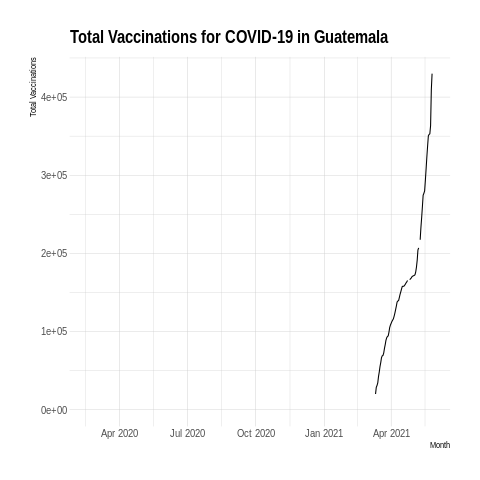 Total Vaccinations for COVID-19 in Guatemala
Total Vaccinations
4e+05
3e+05
2e+05
1e+05
0e+00
Apr 2020 Jul 2020 Oct 2020 Jan 2021 Apr 2021
Month